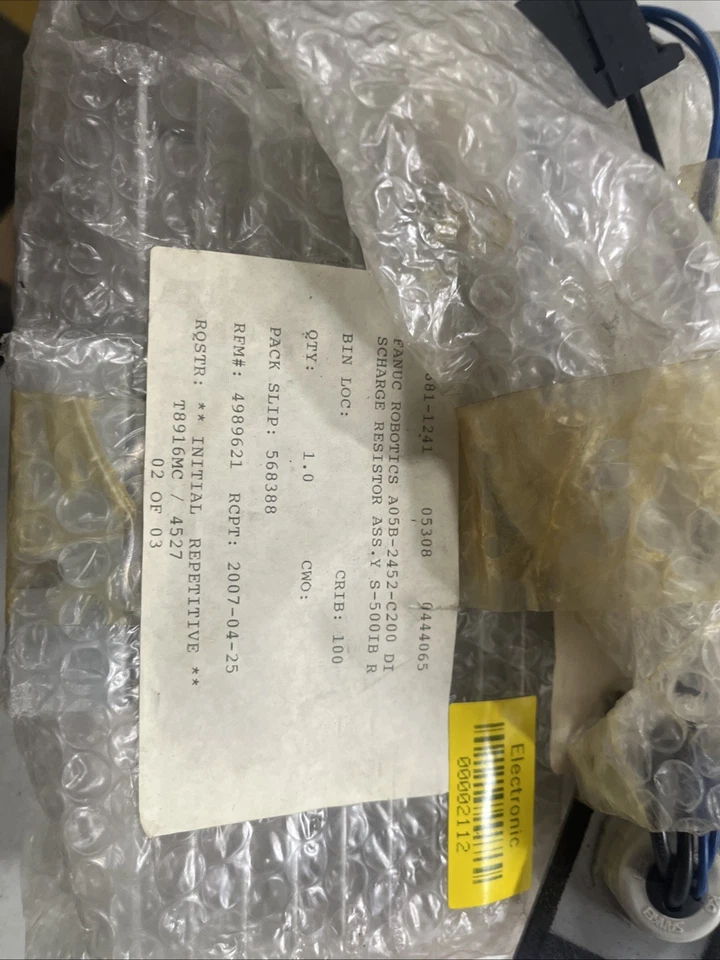 681-1241 05308 0444065
FANUC ROBOTICS A05B-2452-C200 DI
SCHARGE RESISTOR ASS.Y S-500IB R
BIN LOC: CRIB: 100
QTY: 1.0 CWO:
PACK SLIP: 568388
RFM#: 4989621 RCPT: 2007-04-25
RQSTR: ** INITIAL REPETITIVE **
T8916MC / 4527
02 OF 03
Electronic
00002112